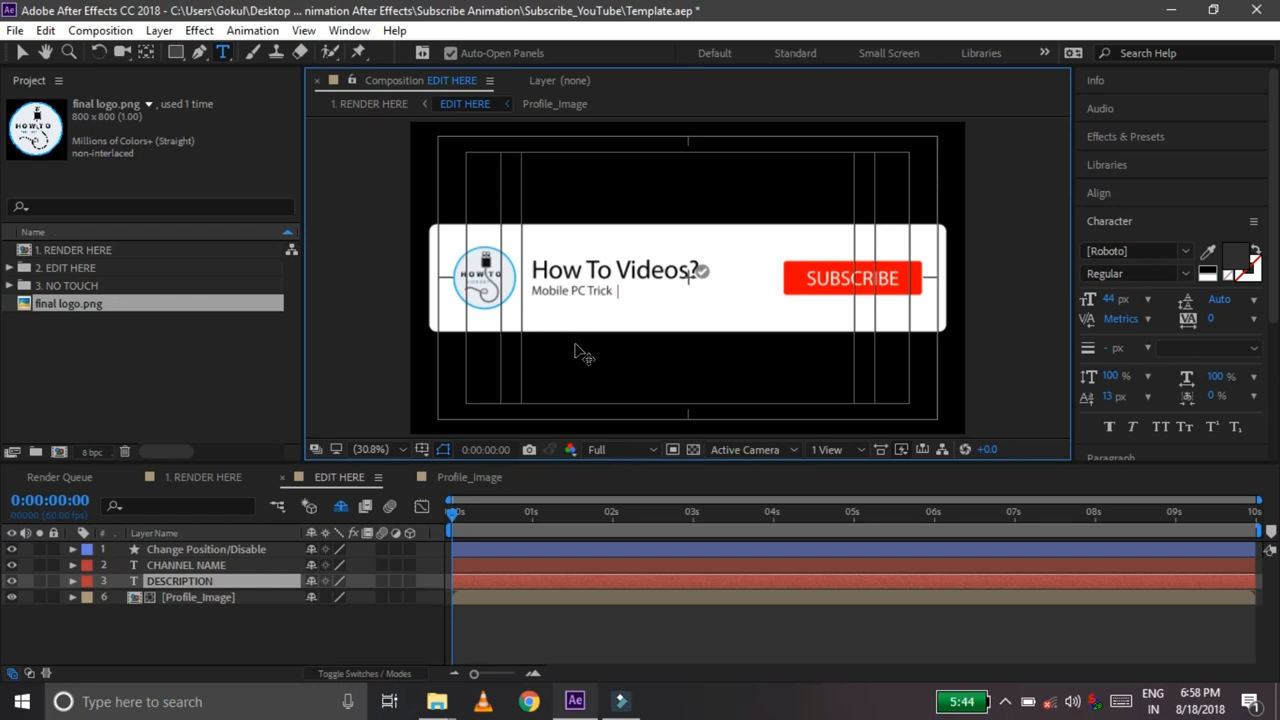 Adobe After Effects CC 2018 - C:\Users\Gokul\Desktop ... nimation After Effects\Subscribe Animation\Subscribe_YouTube\Template.aep *
File Edit Composition Layer Effect Animation View Window Help
Auto-Open Panels Default Standard Small Screen Libraries Search Help
Project
Composition EDIT HERE Layer (none)
1. RENDER HERE EDIT HERE Profile_Image
final logo.png , used 1 time
800 x 800 (1.00)
Millions of Colors+ (Straight)
non-interlaced
Name
1. RENDER HERE
2. EDIT HERE
3. NO TOUCH
final logo.png
8 bpc
HOW TO
How To Videos?
Mobile PC Trick
SUBSCRIBE
(30.8%) 0:00:00:00 Full Active Camera 1 View +0.0
Info
Audio
Effects & Presets
Libraries
Align
Character
[Roboto]
Regular
44 px Auto
Metrics 0
- px
100 % 100 %
13 px 0 %
Paragraph
Render Queue 1. RENDER HERE EDIT HERE Profile_Image
0:00:00:00
00000 (60.00 fps)
# Layer Name
1 Change Position/Disable
2 CHANNEL NAME
3 DESCRIPTION
6 [Profile_Image]
:00s 01s 02s 03s 04s 05s 06s 07s 08s 09s 10s
Toggle Switches / Modes
Type here to search
5:44
ENG
IN
6:58 PM
8/18/2018